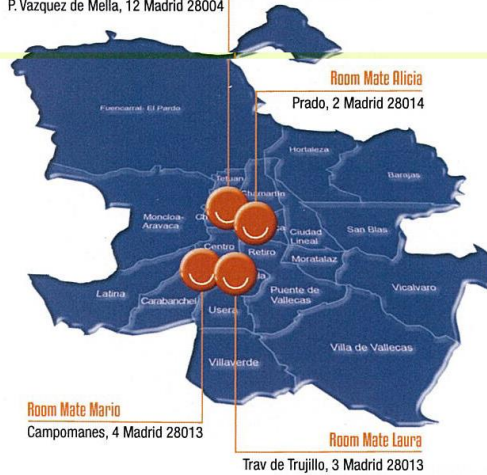 P. Vazquez de Mella, 12 Madrid 28004
Room Mate Alicia
Prado, 2 Madrid 28014
Fuencarral- El Pardo
Hortaleza
Barajas
Tetuan
Chamartin
Moncloa-
Aravaca
Ciudad
Lineal
San Blas
Centro
Retiro
Moratalaz
Latina
Carabanchel
Usera
Puente de
Vallecas
Vicalvaro
Villaverde
Villa de Vallecas
Room Mate Mario
Campomanes, 4 Madrid 28013
Room Mate Laura
Trav de Trujillo, 3 Madrid 28013